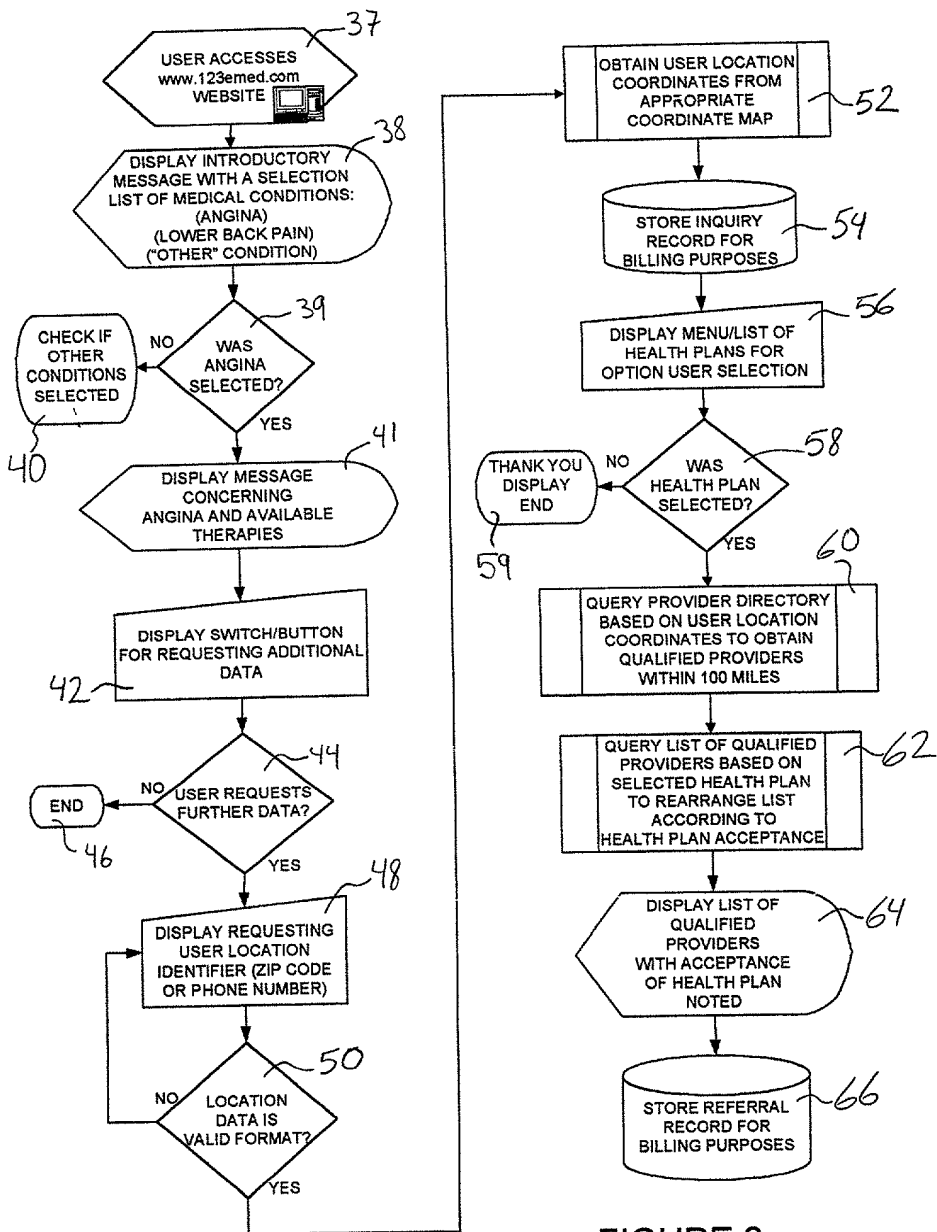 37
USER ACCESSES
www.123emed.com
WEBSITE
38
DISPLAY INTRODUCTORY
MESSAGE WITH A SELECTION
LIST OF MEDICAL CONDITIONS:
(ANGINA)
(LOWER BACK PAIN)
("OTHER" CONDITION)
39
WAS
ANGINA
SELECTED?
NO
YES
CHECK IF
OTHER
CONDITIONS
SELECTED
40
41
DISPLAY MESSAGE
CONCERNING
ANGINA AND AVAILABLE
THERAPIES
DISPLAY SWITCH/BUTTON
FOR REQUESTING ADDITIONAL
DATA
42
44
USER REQUESTS
FURTHER DATA?
NO
YES
END
46
48
DISPLAY REQUESTING
USER LOCATION
IDENTIFIER (ZIP CODE
OR PHONE NUMBER)
50
LOCATION
DATA IS
VALID FORMAT?
NO
YES
OBTAIN USER LOCATION
COORDINATES FROM
APPROPRIATE
COORDINATE MAP
52
STORE INQUIRY
RECORD FOR
BILLING PURPOSES
54
56
DISPLAY MENU/LIST OF
HEALTH PLANS FOR
OPTION USER SELECTION
58
WAS
HEALTH PLAN
SELECTED?
NO
YES
THANK YOU
DISPLAY
END
59
60
QUERY PROVIDER DIRECTORY
BASED ON USER LOCATION
COORDINATES TO OBTAIN
QUALIFIED PROVIDERS
WITHIN 100 MILES
62
QUERY LIST OF QUALIFIED
PROVIDERS BASED ON
SELECTED HEALTH PLAN
TO REARRANGE LIST
ACCORDING TO
HEALTH PLAN ACCEPTANCE
64
DISPLAY LIST OF
QUALIFIED
PROVIDERS
WITH ACCEPTANCE
OF HEALTH PLAN
NOTED
66
STORE REFERRAL
RECORD FOR
BILLING PURPOSES